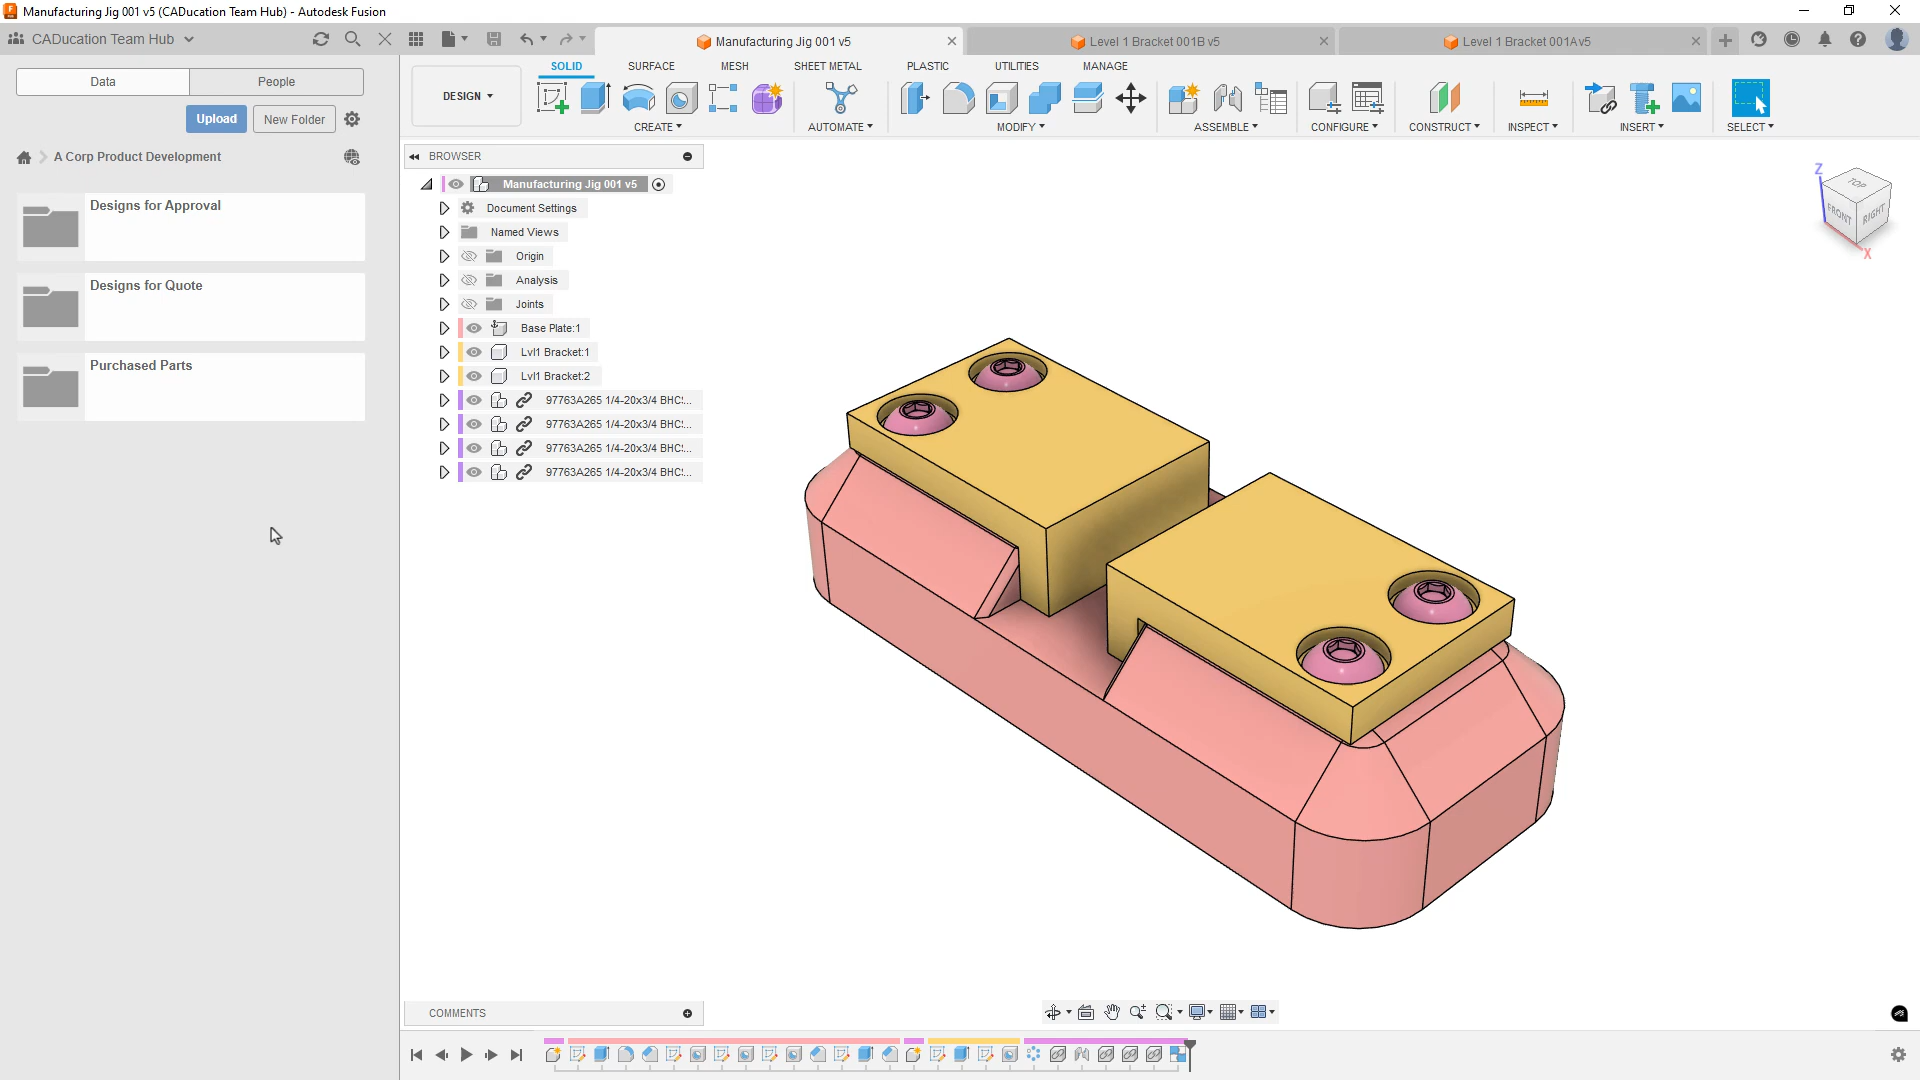 Manufacturing Jig 001 v5 (CADucation Team Hub) - Autodesk Fusion
CADucation Team Hub
Manufacturing Jig 001 v5
Level 1 Bracket 001B v5
Level 1 Bracket 001A v5
Data
People
Upload
New Folder
A Corp Product Development
Designs for Approval
Designs for Quote
Purchased Parts
SOLID
SURFACE
MESH
SHEET METAL
PLASTIC
UTILITIES
MANAGE
DESIGN
CREATE
AUTOMATE
MODIFY
ASSEMBLE
CONFIGURE
CONSTRUCT
INSPECT
INSERT
SELECT
BROWSER
Manufacturing Jig 001 v5
Document Settings
Named Views
Origin
Analysis
Joints
Base Plate:1
Lvl1 Bracket:1
Lvl1 Bracket:2
97763A265 1/4-20x3/4 BHC:...
97763A265 1/4-20x3/4 BHC:...
97763A265 1/4-20x3/4 BHC:...
97763A265 1/4-20x3/4 BHC:...
Z
TOP
FRONT
RIGHT
X
COMMENTS